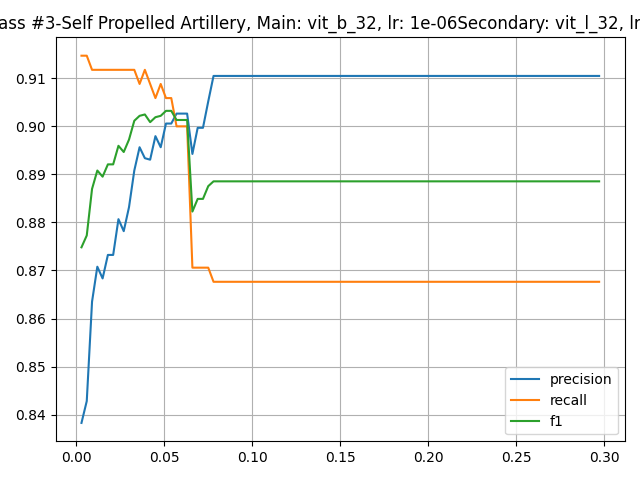 ass #3-Self Propelled Artillery, Main: vit_b_32, lr: 1e-06Secondary: vit_l_32, lr
0.91
0.90
0.89
0.88
0.87
0.86
0.85
0.84
0.00 0.05 0.10 0.15 0.20 0.25 0.30
precision
recall
f1